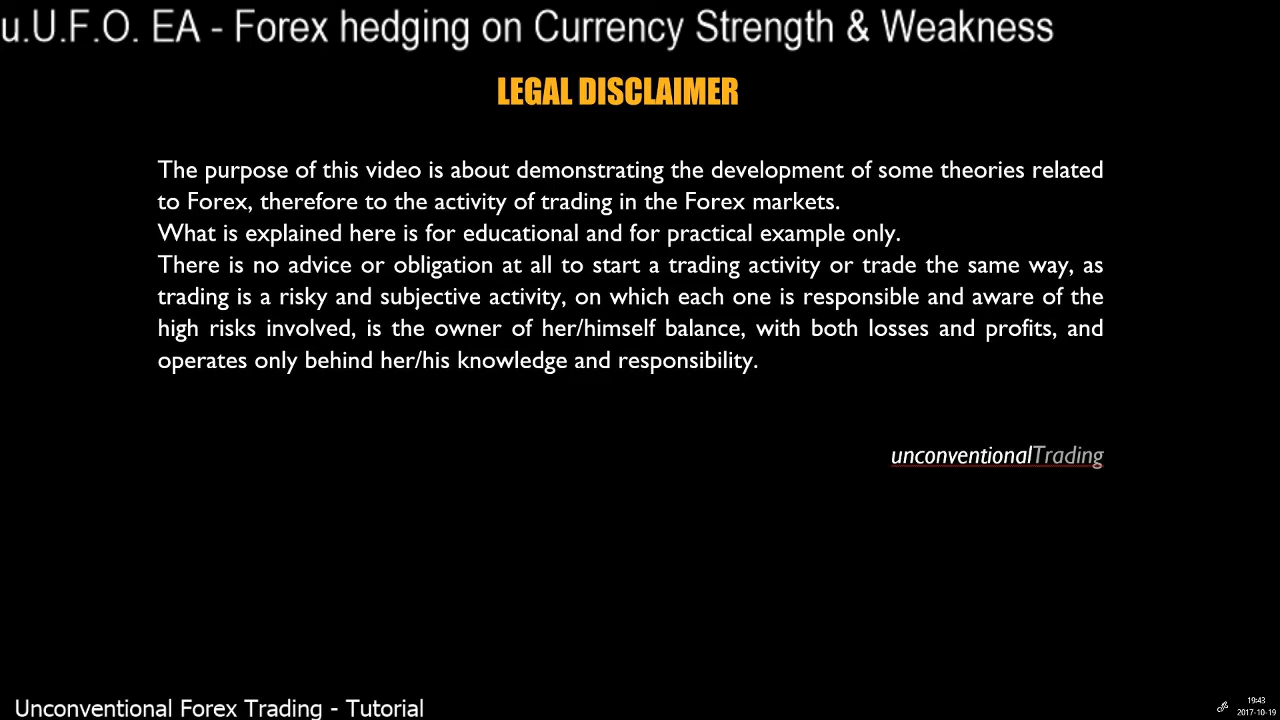 u.U.F.O. EA - Forex hedging on Currency Strength & Weakness
LEGAL DISCLAIMER
The purpose of this video is about demonstrating the development of some theories related
to Forex, therefore to the activity of trading in the Forex markets.
What is explained here is for educational and for practical example only.
There is no advice or obligation at all to start a trading activity or trade the same way, as
trading is a risky and subjective activity, on which each one is responsible and aware of the
high risks involved, is the owner of her/himself balance, with both losses and profits, and
operates only behind her/his knowledge and responsibility.
unconventionalTrading
Unconventional Forex Trading - Tutorial
19:43
2017-10-19